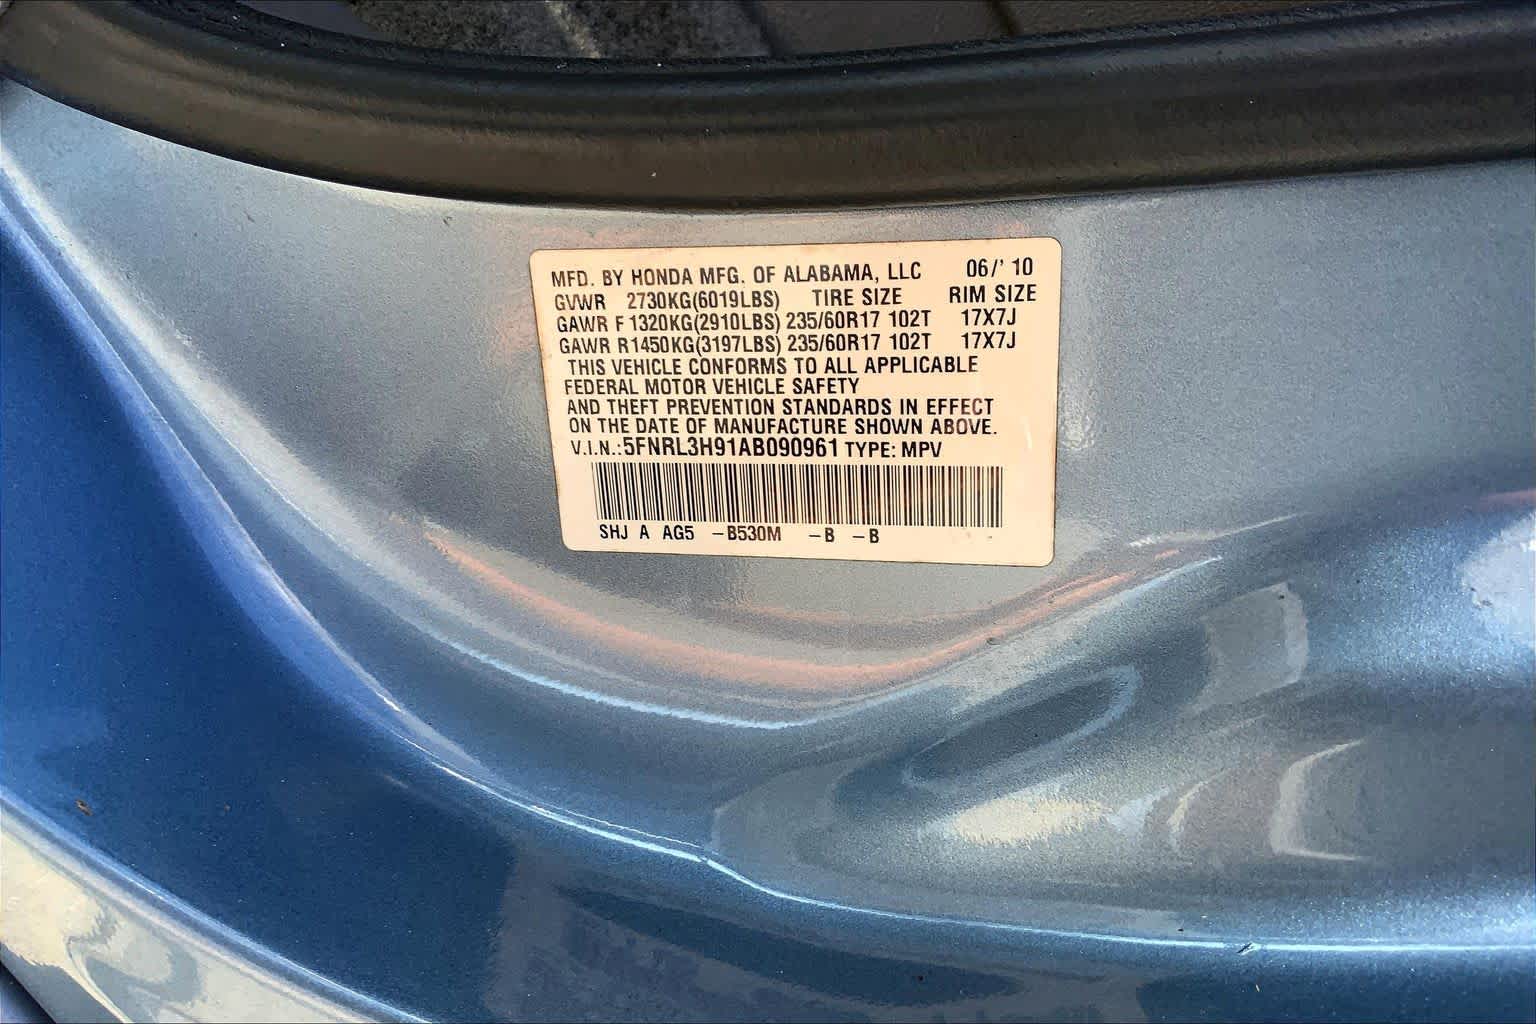 MFD. BY HONDA MFG. OF ALABAMA, LLC 06/' 10
GVWR 2730KG(6019LBS) TIRE SIZE RIM SIZE
GAWR F 1320KG(2910LBS) 235/60R17 102T 17X7J
GAWR R1450KG(3197LBS) 235/60R17 102T 17X7J
THIS VEHICLE CONFORMS TO ALL APPLICABLE
FEDERAL MOTOR VEHICLE SAFETY
AND THEFT PREVENTION STANDARDS IN EFFECT
ON THE DATE OF MANUFACTURE SHOWN ABOVE.
V.I.N.:5FNRL3H91AB090961 TYPE: MPV
SHJ A AG5 -B530M -B -B